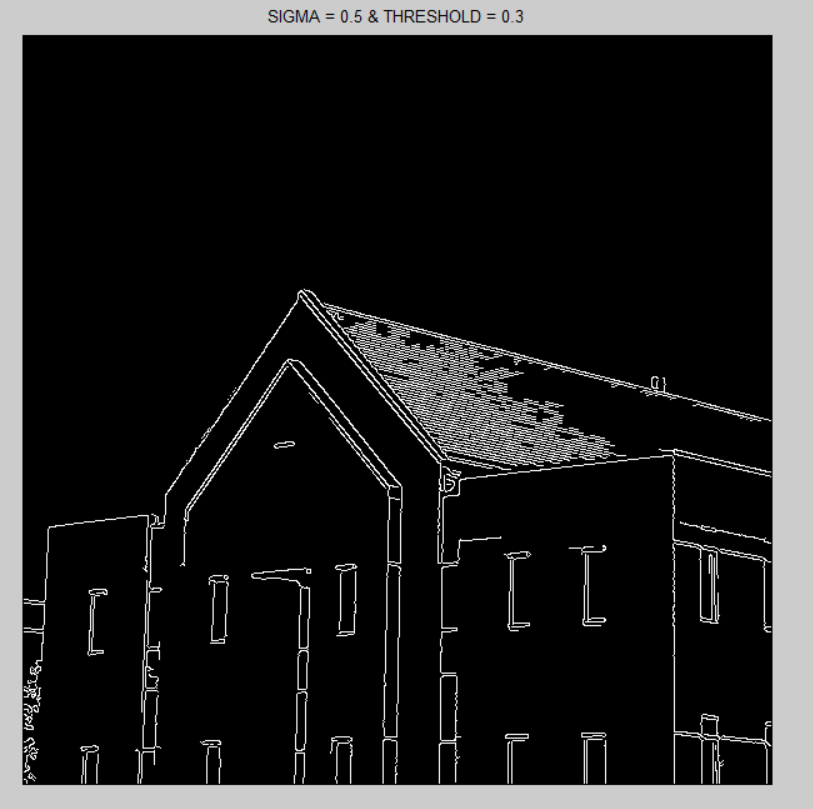 SIGMA = 0.5 & THRESHOLD = 0.3